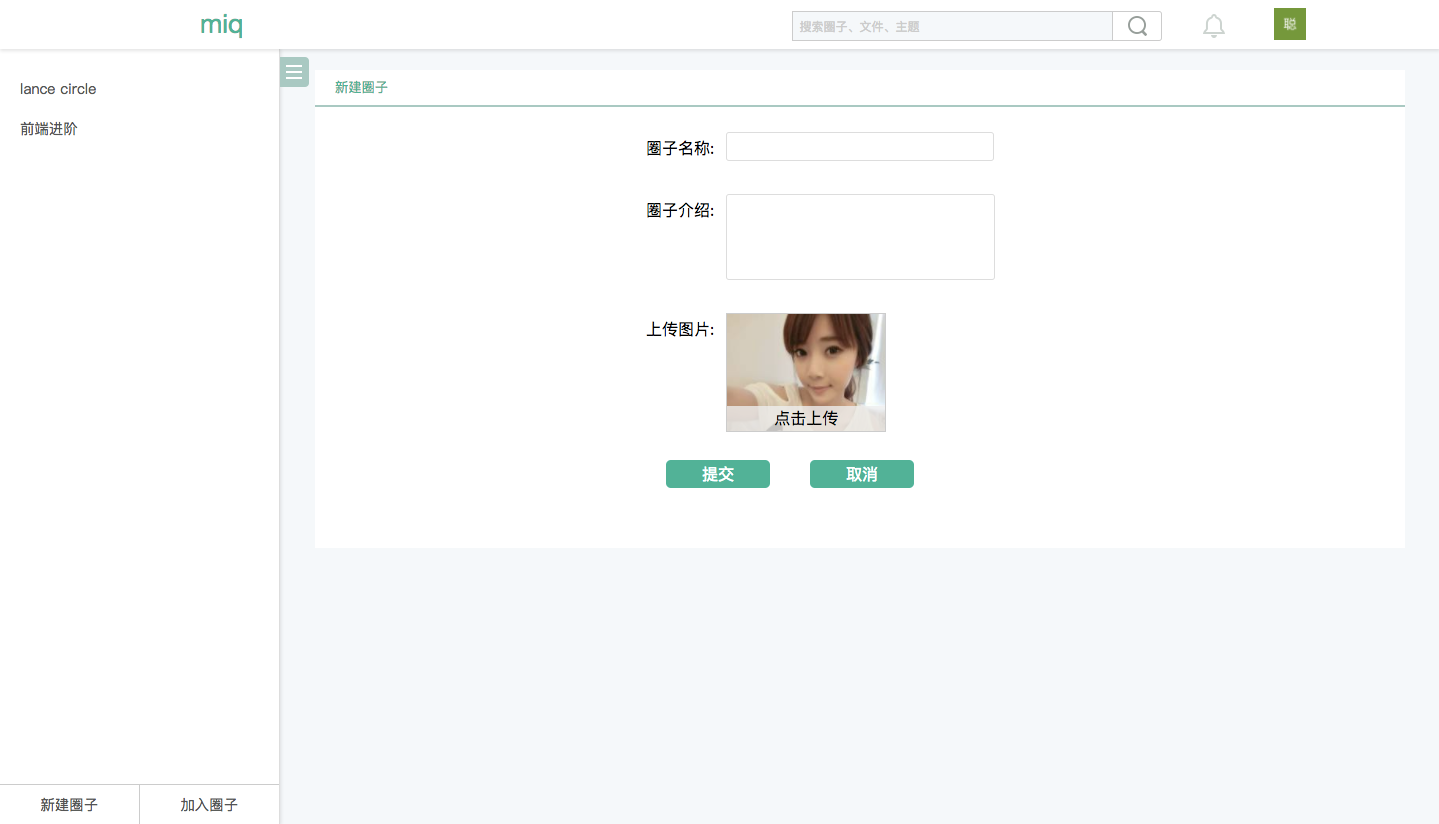 miq
搜索圈子、文件、主题
聪
lance circle
前端进阶
新建圈子
圈子名称:
圈子介绍:
上传图片:
点击上传
提交
取消
新建圈子
加入圈子